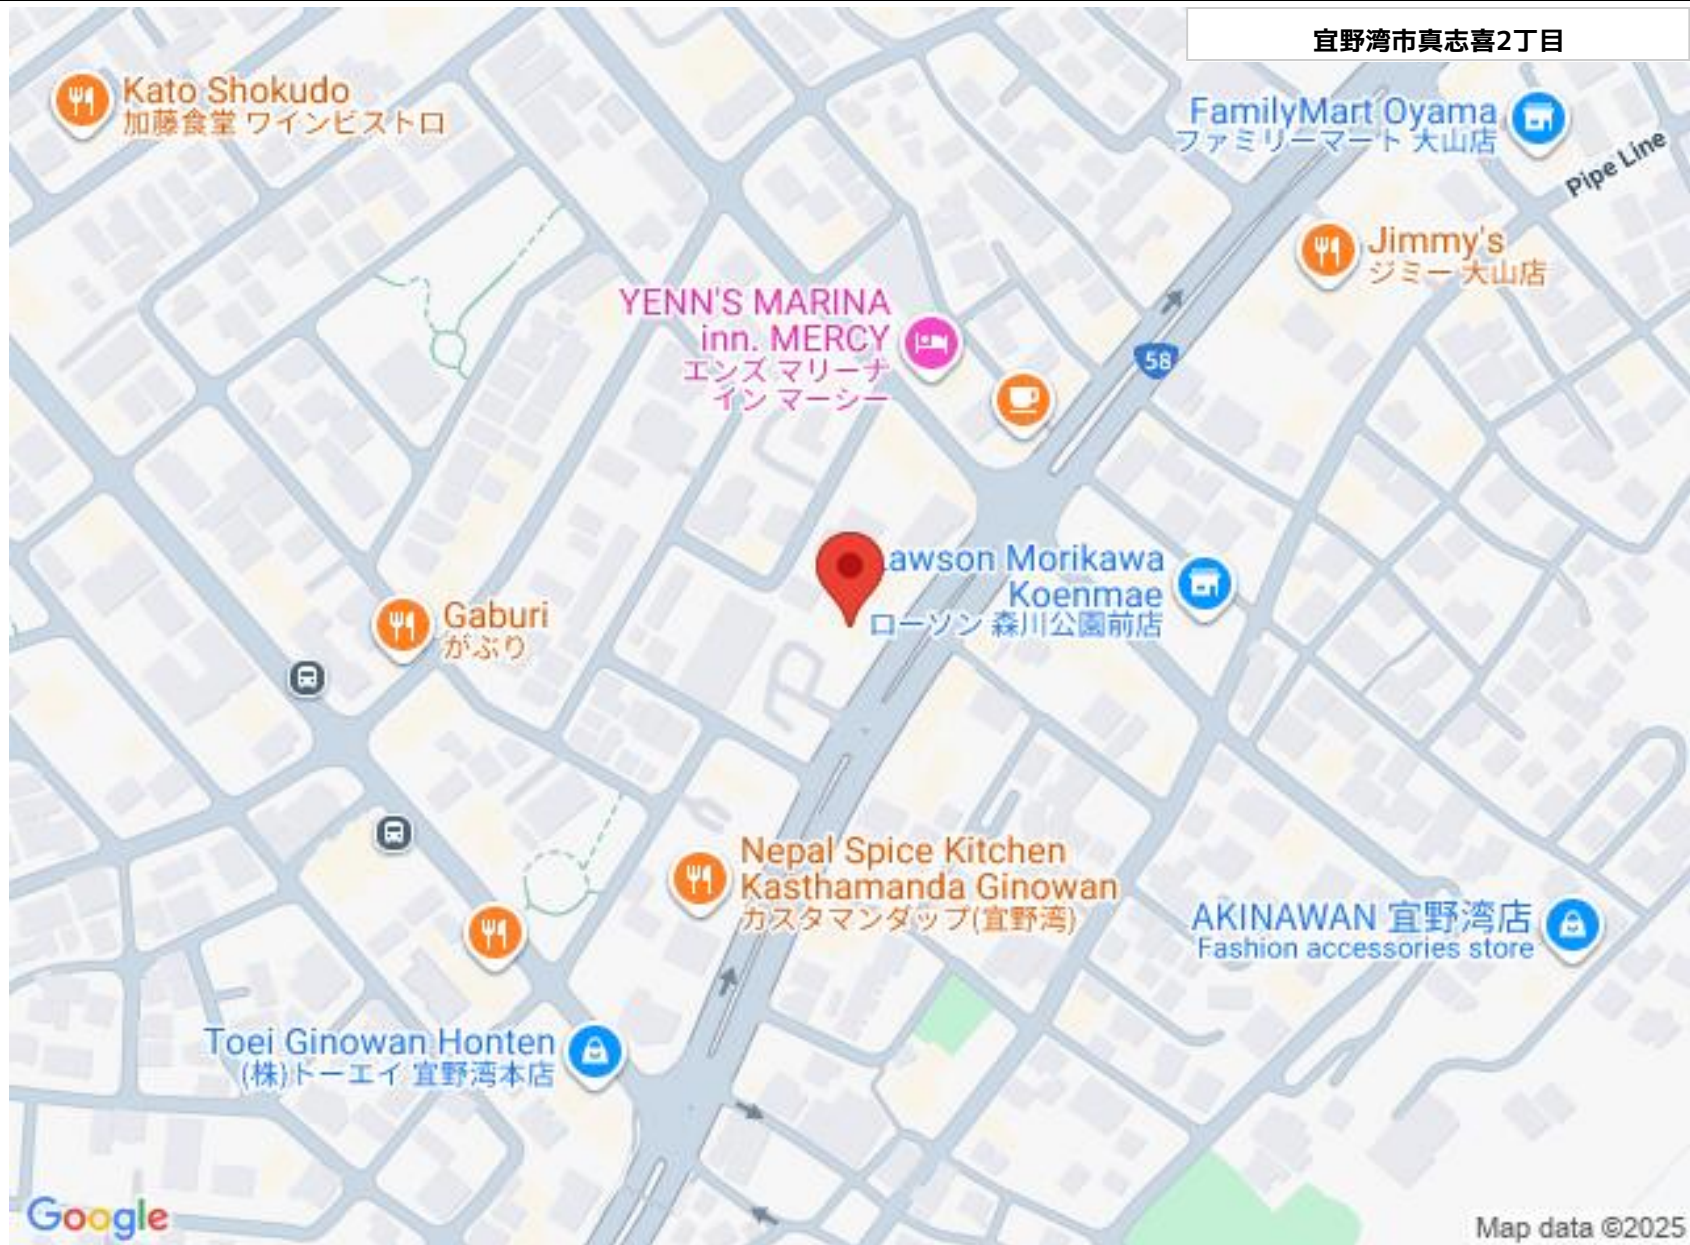 宜野湾市真志喜2丁目
Kato Shokudo
加藤食堂 ワインビストロ
FamilyMart Oyama
ファミリーマート 大山店
Pipe Line
Jimmy's
ジミー 大山店
YENN'S MARINA
inn. MERCY
エンズ マリーナ
イン マーシー
58
awson Morikawa
Koenmae
ローソン 森川公園前店
Gaburi
がぶり
Nepal Spice Kitchen
Kasthamanda Ginowan
カスタマンダップ(宜野湾)
AKINAWAN 宜野湾店
Fashion accessories store
Toei Ginowan Honten
(株)トーエイ 宜野湾本店
Google
Map data ©2025